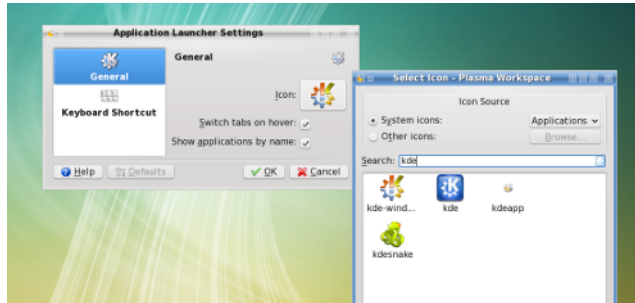 Application Launcher Settings
General
General
Icon:
Keyboard Shortcut
Switch tabs on hover:
Show applications by name:
Help
Defaults
OK
Cancel
Select Icon - Plasma Workspace
Icon Source
System icons:
Applications
Other icons:
Browse...
Search: kde
kde-wind...
kde
kdeapp
kdesnake